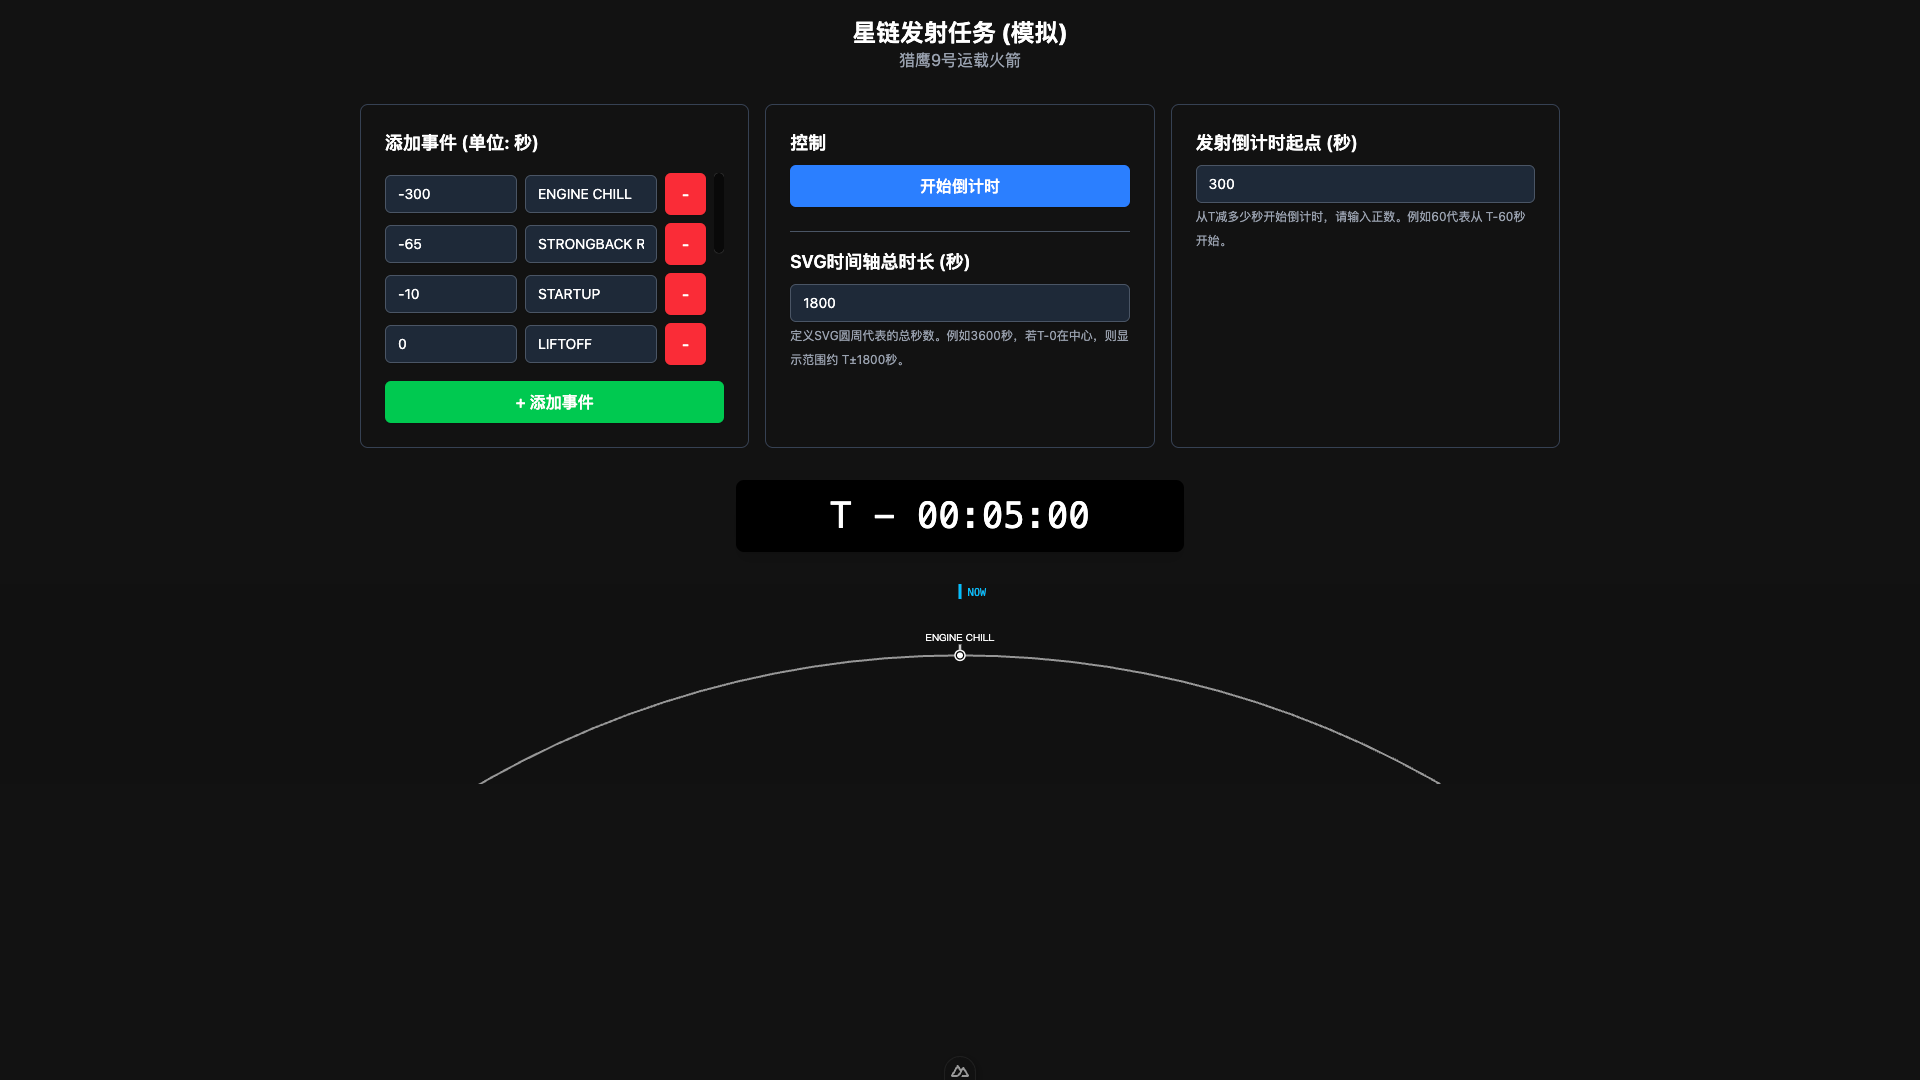 星链发射任务 (模拟)
猎鹰9号运载火箭
添加事件 (单位: 秒)
-300
ENGINE CHILL
-
-65
STRONGBACK R
-
-10
STARTUP
-
0
LIFTOFF
-
+ 添加事件
控制
开始倒计时
SVG时间轴总时长 (秒)
1800
定义SVG圆周代表的总秒数。例如3600秒，若T-0在中心，则显
示范围约 T±1800秒。
发射倒计时起点 (秒)
300
从T减多少秒开始倒计时，请输入正数。例如60代表从 T-60秒
开始。
T − 00:05:00
NOW
ENGINE CHILL